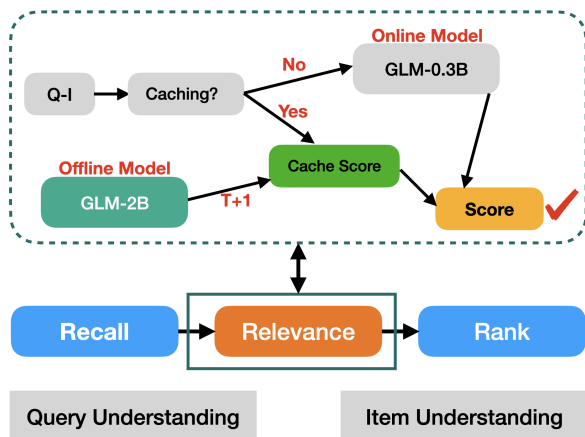 Online Model
No
GLM-0.3B
Q-I
Caching?
Yes
Offline Model
Cache Score
GLM-2B
T+1
Score
Recall
Relevance
Rank
Query Understanding
Item Understanding